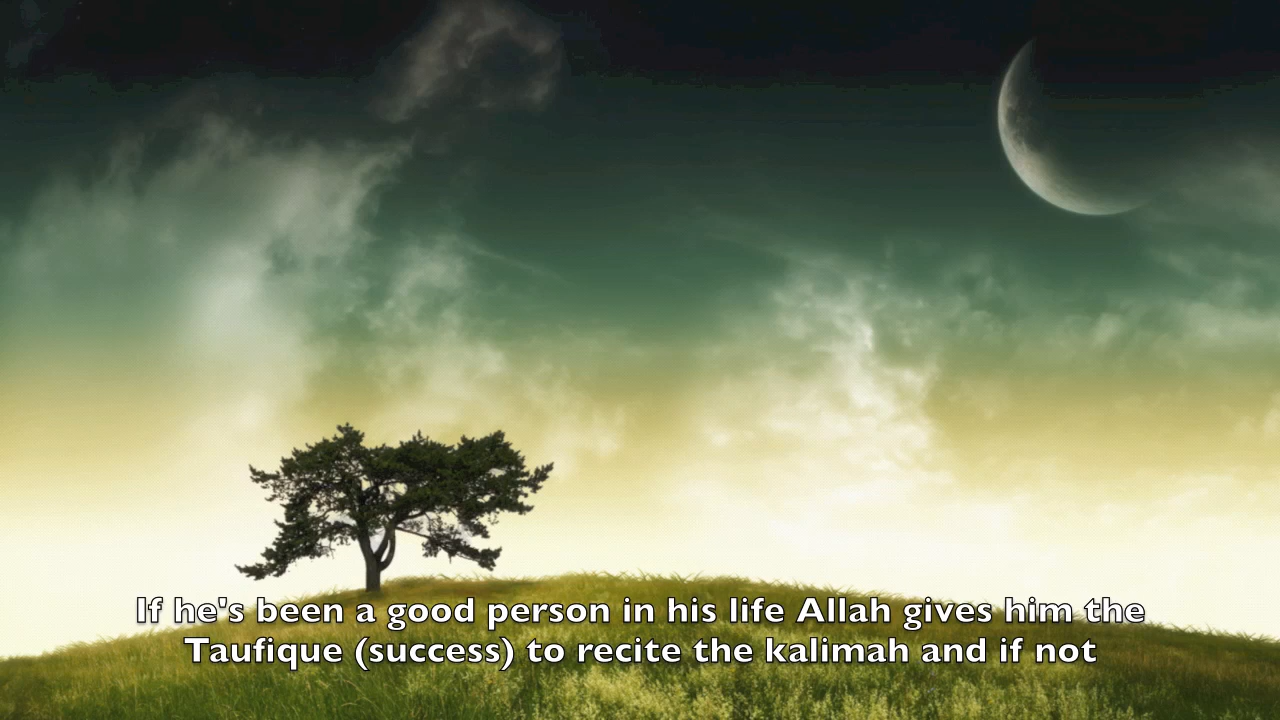 If he's been a good person in his life Allah gives him the
Taufique (success) to recite the kalimah and if not